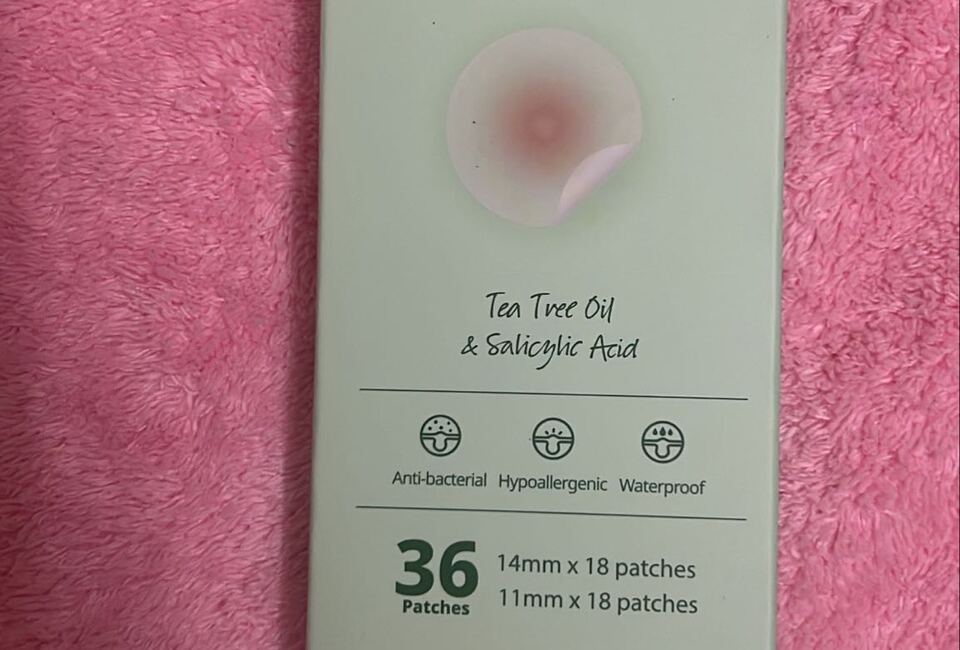 Tea Tree Oil
& Salicylic Acid
Anti-bacterial Hypoallergenic Waterproof
36
Patches
14mm x 18 patches
11mm x 18 patches